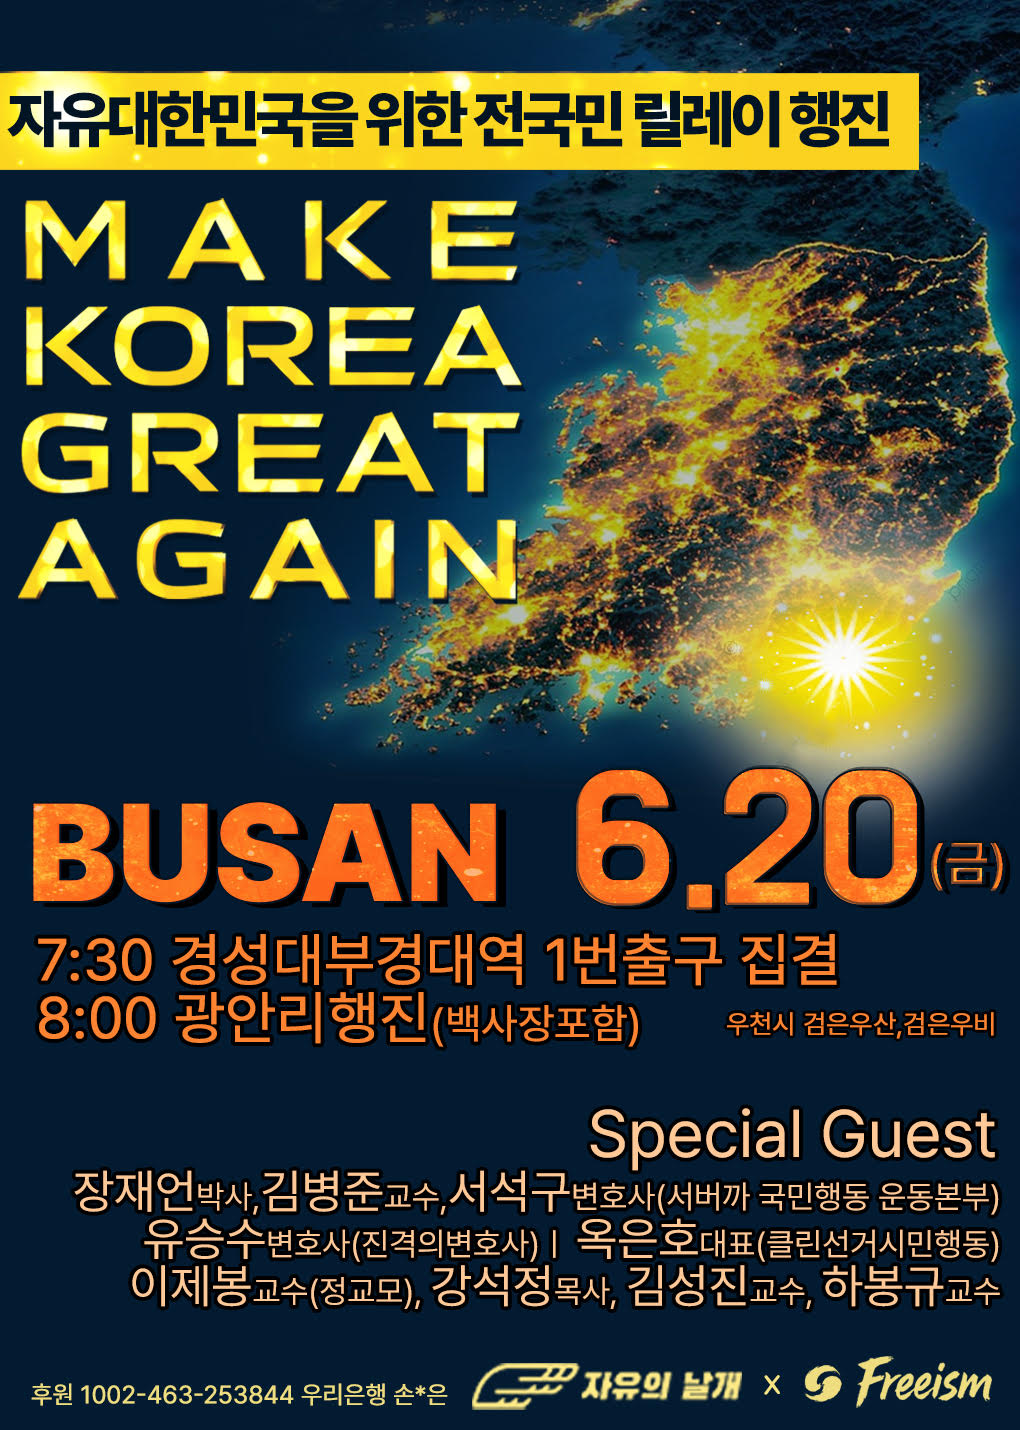 자유대한민국을 위한 전국민 릴레이 행진
MAKE
KOREA
GREAT
AGAIN
BUSAN 6.20(금)
7:30 경성대부경대역 1번출구 집결
8:00 광안리행진(백사장포함)
우천시 검은우산,검은우비
Special Guest
장재언박사,김병준교수,서석구변호사(서버까 국민행동 운동본부)
유승수변호사(진격의변호사)ㅣ 옥은호대표(클린선거시민행동)
이제봉교수(정교모), 강석정목사, 김성진교수, 하봉규교수
후원 1002-463-253844 우리은행 손*은
자유의 날개 x Freeism